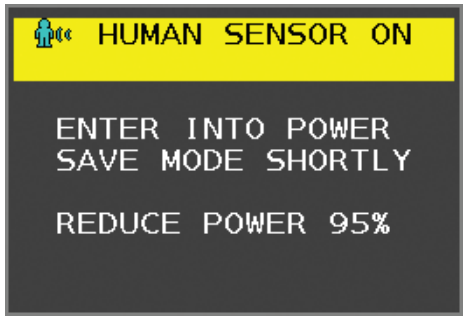 HUMAN SENSOR ON
ENTER INTO POWER
SAVE MODE SHORTLY
REDUCE POWER 95%